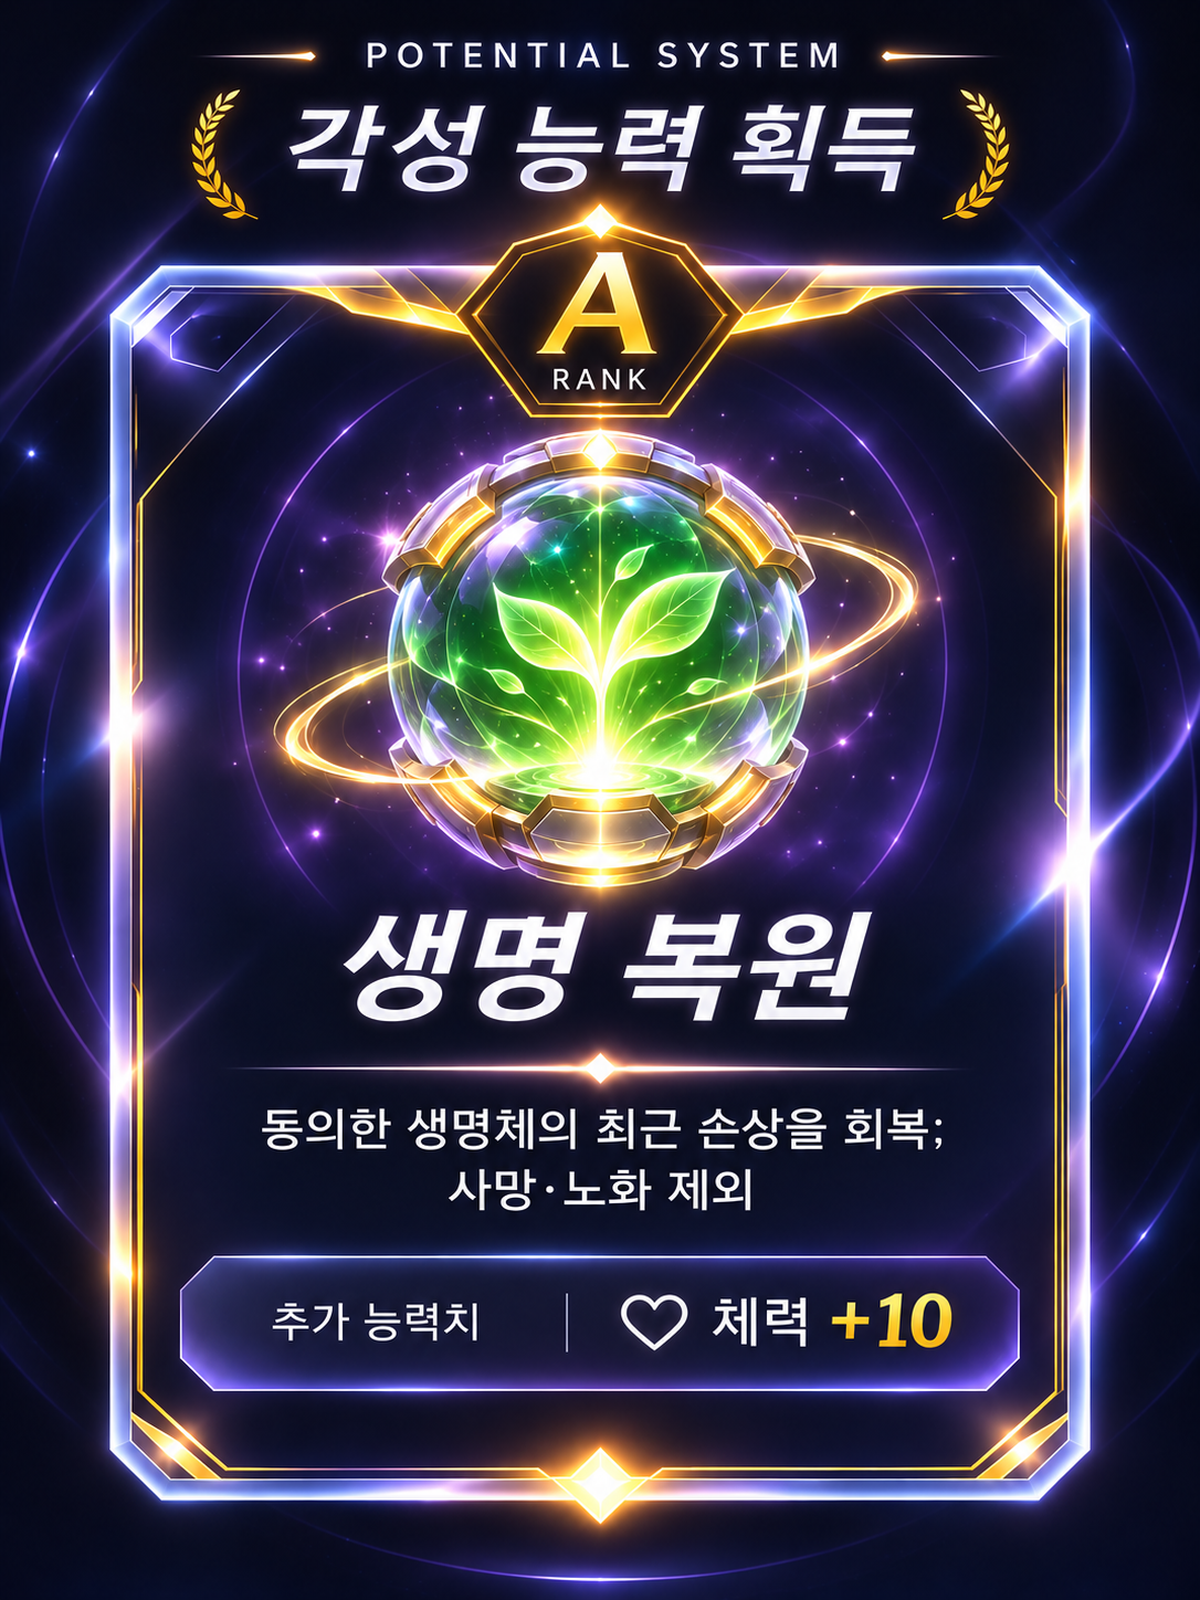 POTENTIAL SYSTEM
각성 능력 획득
A
RANK
생명 복원
동의한 생명체의 최근 손상을 회복;
사망·노화 제외
추가 능력치 체력 +10